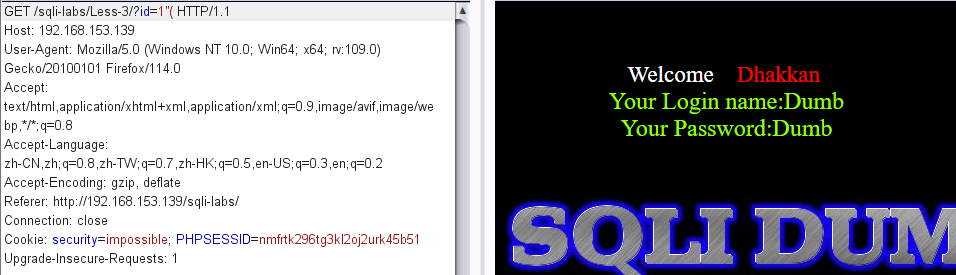 GET /sqli-labs/Less-3/?id=1"( HTTP/1.1
Host: 192.168.153.139
User-Agent: Mozilla/5.0 (Windows NT 10.0; Win64; x64; rv:109.0)
Gecko/20100101 Firefox/114.0
Accept:
text/html,application/xhtml+xml,application/xml;q=0.9,image/avif,image/we
bp,*/*;q=0.8
Accept-Language:
zh-CN,zh;q=0.8,zh-TW;q=0.7,zh-HK;q=0.5,en-US;q=0.3,en;q=0.2
Accept-Encoding: gzip, deflate
Referer: http://192.168.153.139/sqli-labs/
Connection: close
Cookie: security=impossible; PHPSESSID=nmfrtk296tg3kl2oj2urk45b51
Upgrade-Insecure-Requests: 1
Welcome Dhakkan
Your Login name:Dumb
Your Password:Dumb
SQLI DUM